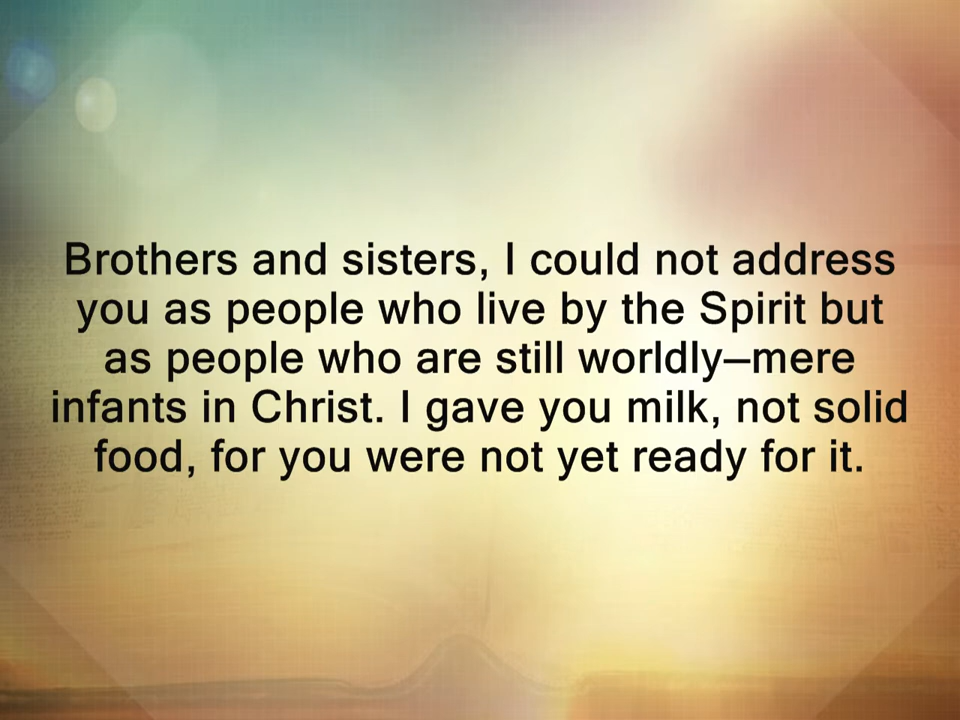 Brothers and sisters, I could not address
you as people who live by the Spirit but
as people who are still worldly—mere
infants in Christ. I gave you milk, not solid
food, for you were not yet ready for it.